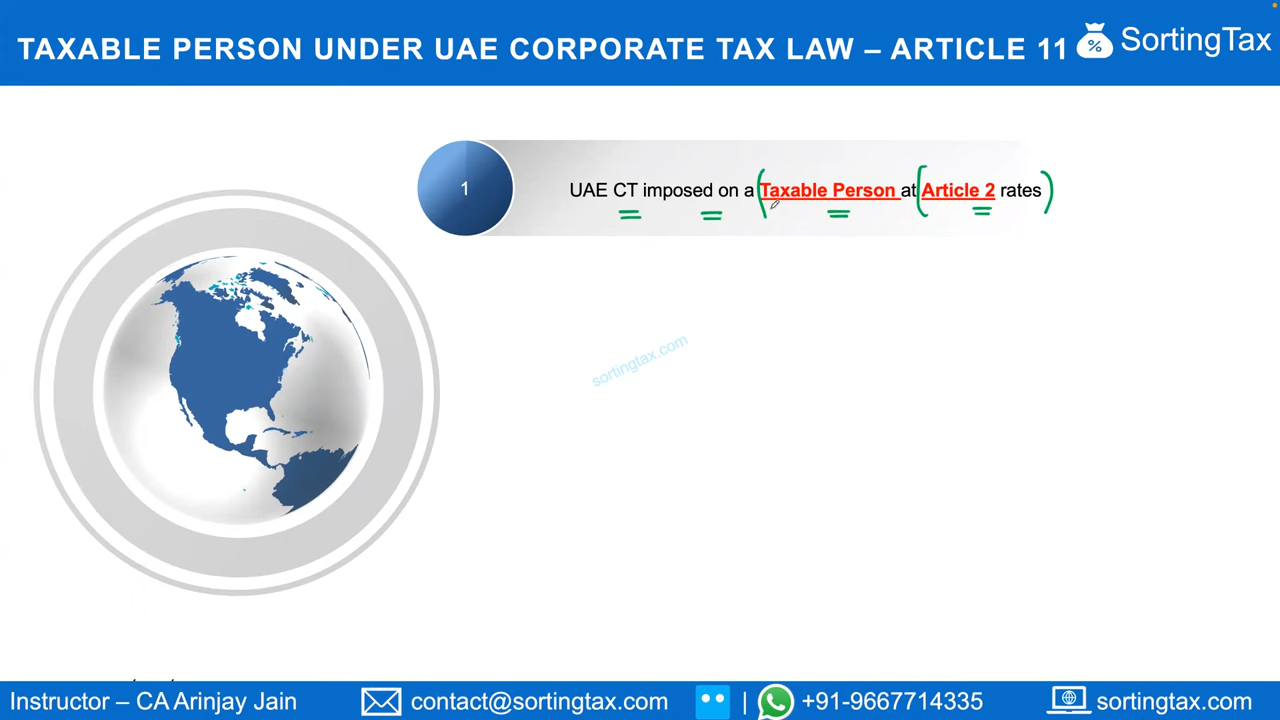 TAXABLE PERSON UNDER UAE CORPORATE TAX LAW – ARTICLE 11
% SortingTax
1
UAE CT imposed on a Taxable Person at Article 2 rates
sortingtax.com
Instructor – CA Arinjay Jain
contact@sortingtax.com
| +91-9667714335
sortingtax.com